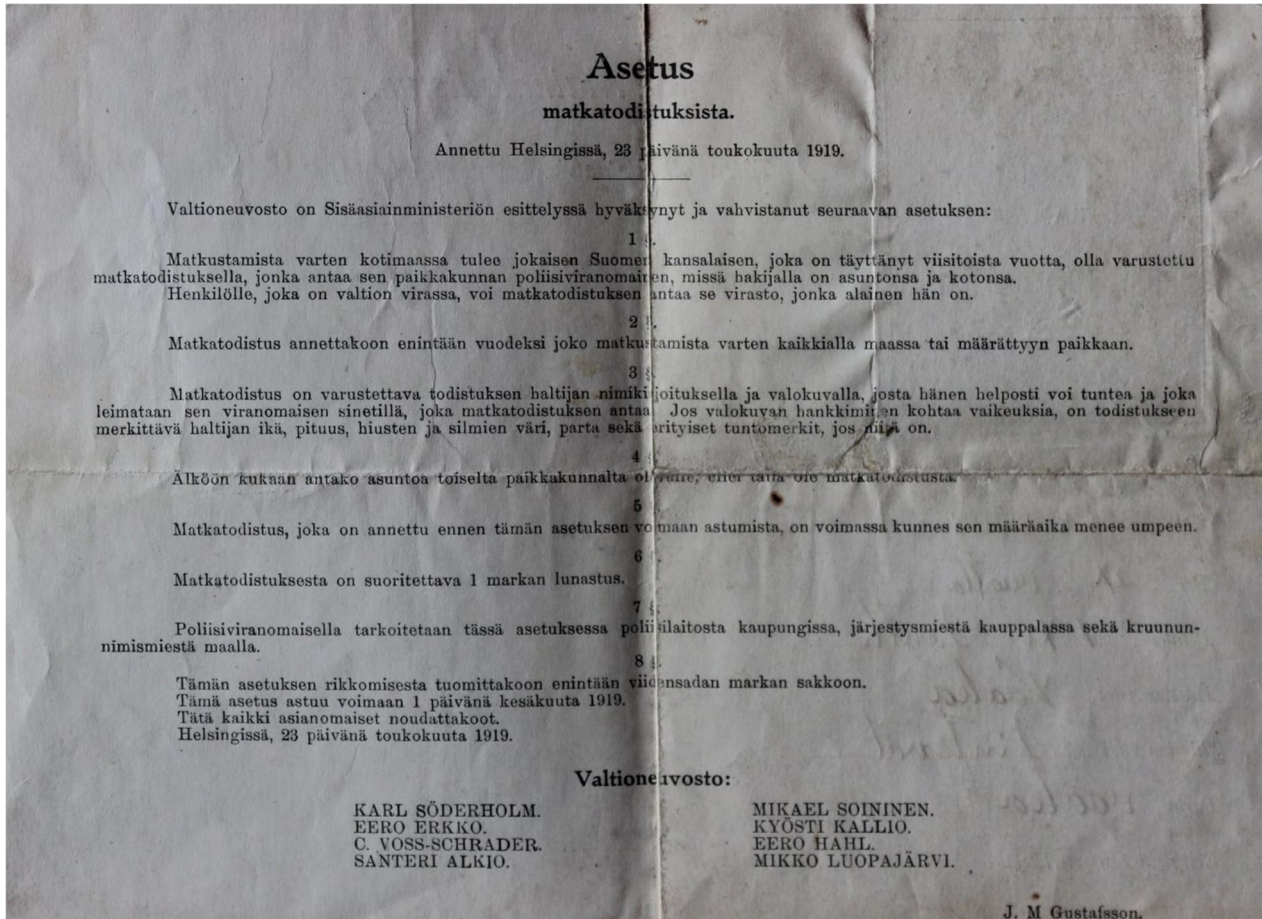 Asetus
matkatodistuksista.
Annettu Helsingissä, 23 päivänä toukokuuta 1919.
Valtioneuvosto on Sisäasiainministeriön esittelyssä hyväksynyt ja vahvistanut seuraavan asetuksen:
1 §.
Matkustamista varten kotimaassa tulee jokaisen Suomen kansalaisen, joka on täyttänyt viisitoista vuotta, olla varustettu
matkatodistuksella, jonka antaa sen paikkakunnan poliisiviranomainen, missä hakijalla on asuntonsa ja kotonsa.
Henkilölle, joka on valtion virassa, voi matkatodistuksen antaa se virasto, jonka alainen hän on.
2 §.
Matkatodistus annettakoon enintään vuodeksi joko matkustamista varten kaikkialla maassa tai määrättyyn paikkaan.
3 §.
Matkatodistus on varustettava todistuksen haltijan nimikirjoituksella ja valokuvalla, josta hänen helposti voi tuntea ja joka
leimataan sen viranomaisen sinetillä, joka matkatodistuksen antaa. Jos valokuvan hankkiminen kohtaa vaikeuksia, on todistukseen
merkittävä haltijan ikä, pituus, hiusten ja silmien väri, parta sekä erityiset tuntomerkit, jos niitä on.
4 §.
Älköön kukaan antako asuntoa toiselta paikkakunnalta olevalle, ellei tällä ole matkatodistusta.
5 §.
Matkatodistus, joka on annettu ennen tämän asetuksen voimaan astumista, on voimassa kunnes sen määräaika menee umpeen.
6 §.
Matkatodistuksesta on suoritettava 1 markan lunastus.
7 §.
Poliisiviranomaisella tarkoitetaan tässä asetuksessa poliisilaitosta kaupungissa, järjestysmiestä kauppalassa sekä kruunun-
nimismiestä maalla.
8 §.
Tämän asetuksen rikkomisesta tuomittakoon enintään viidensadan markan sakkoon.
Tämä asetus astuu voimaan 1 päivänä kesäkuuta 1919.
Tätä kaikki asianomaiset noudattakoot.
Helsingissä, 23 päivänä toukokuuta 1919.
Valtioneuvosto:
KARL SÖDERHOLM.
EERO ERKKO.
C. VOSS-SCHRADER.
SANTERI ALKIO.
MIKAEL SOININEN.
KYÖSTI KALLIO.
EERO HAHL.
MIKKO LUOPAJÄRVI.
J. M Gustafsson.